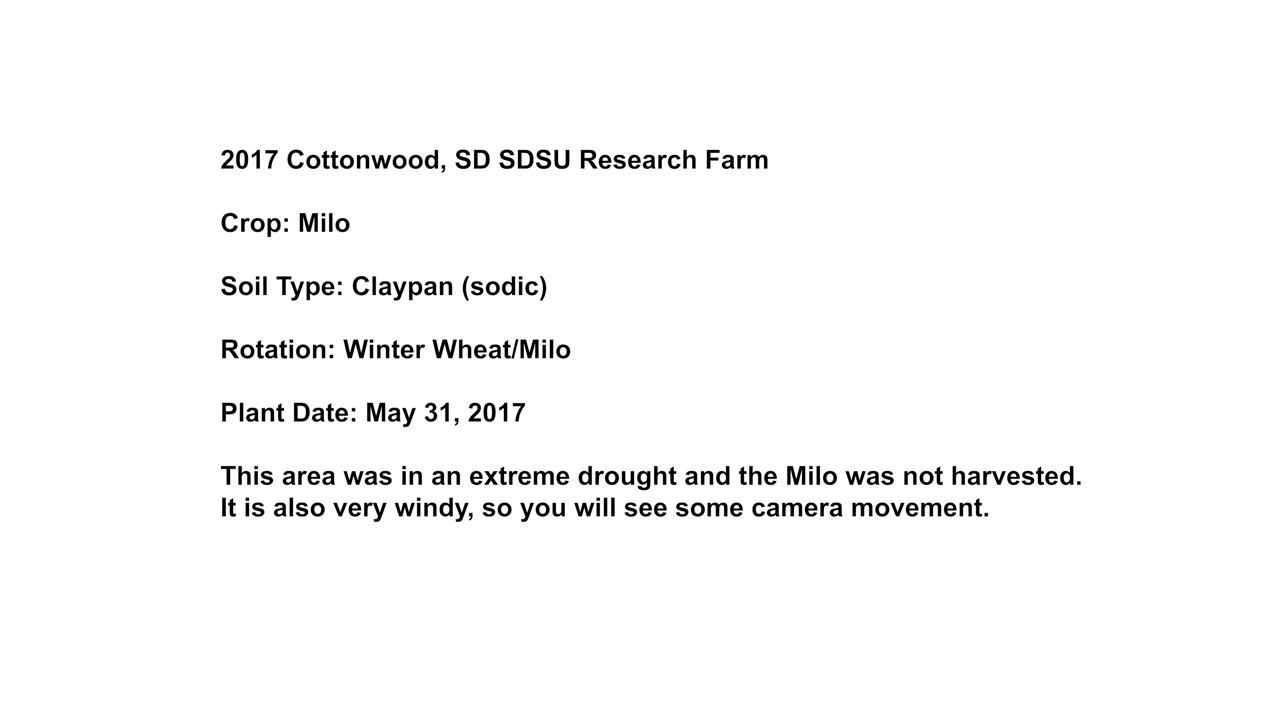 2017 Cottonwood, SD SDSU Research Farm
Crop: Milo
Soil Type: Claypan (sodic)
Rotation: Winter Wheat/Milo
Plant Date: May 31, 2017
This area was in an extreme drought and the Milo was not harvested.
It is also very windy, so you will see some camera movement.